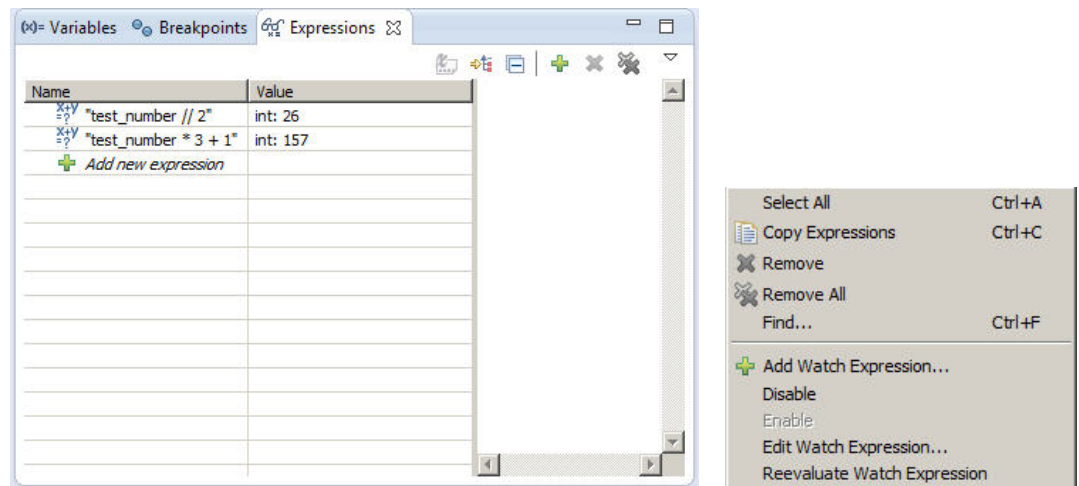 (x)= Variables Breakpoints Expressions
Name Value
x+y=? "test_number // 2" int: 26
x+y=? "test_number * 3 + 1" int: 157
Add new expression
Select All Ctrl+A
Copy Expressions Ctrl+C
Remove
Remove All
Find... Ctrl+F
Add Watch Expression...
Disable
Enable
Edit Watch Expression...
Reevaluate Watch Expression